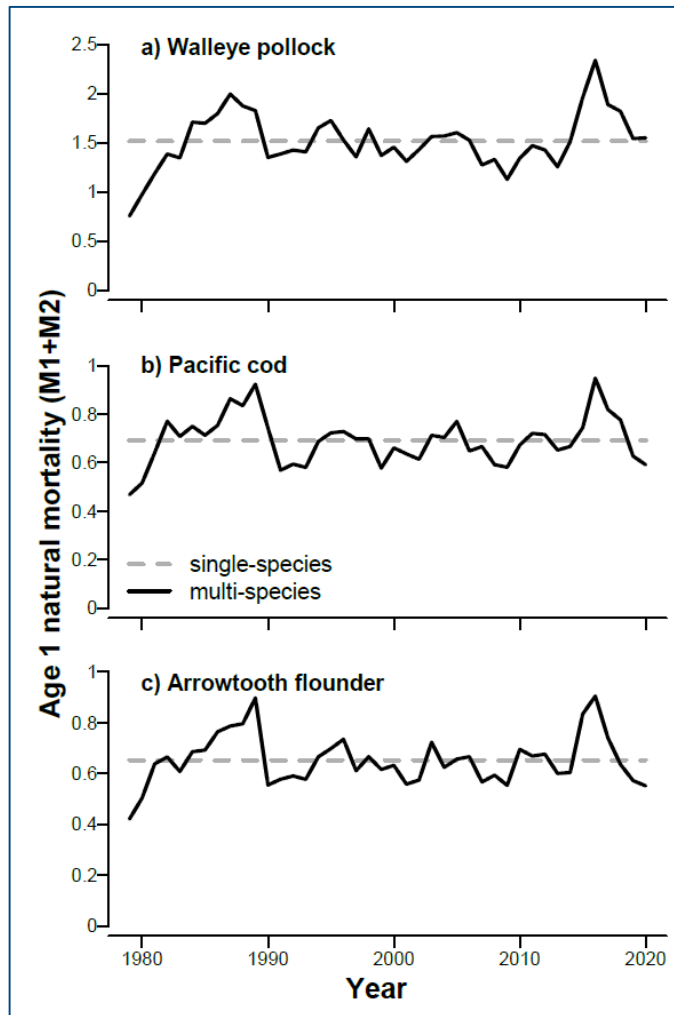 a) Walleye pollock
2.5
2
1.5
1
0.5
0
b) Pacific cod
1
0.8
0.6
0.4
0.2
0
single-species
multi-species
c) Arrowtooth flounder
1
0.8
0.6
0.4
0.2
0
Age 1 natural mortality (M1+M2)
1980 1990 2000 2010 2020
Year